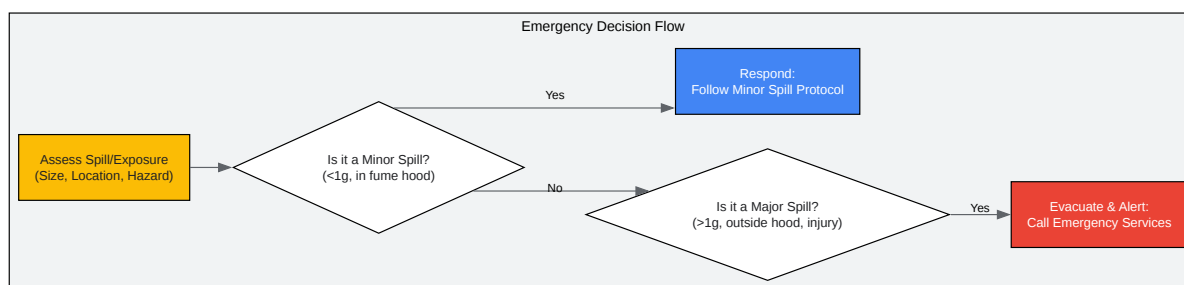 Emergency Decision Flow
Respond:
Follow Minor Spill Protocol
Yes
Assess Spill/Exposure
(Size, Location, Hazard)
Is it a Minor Spill?
(<1g, in fume hood)
No
Is it a Major Spill?
(>1g, outside hood, injury)
Yes
Evacuate & Alert:
Call Emergency Services